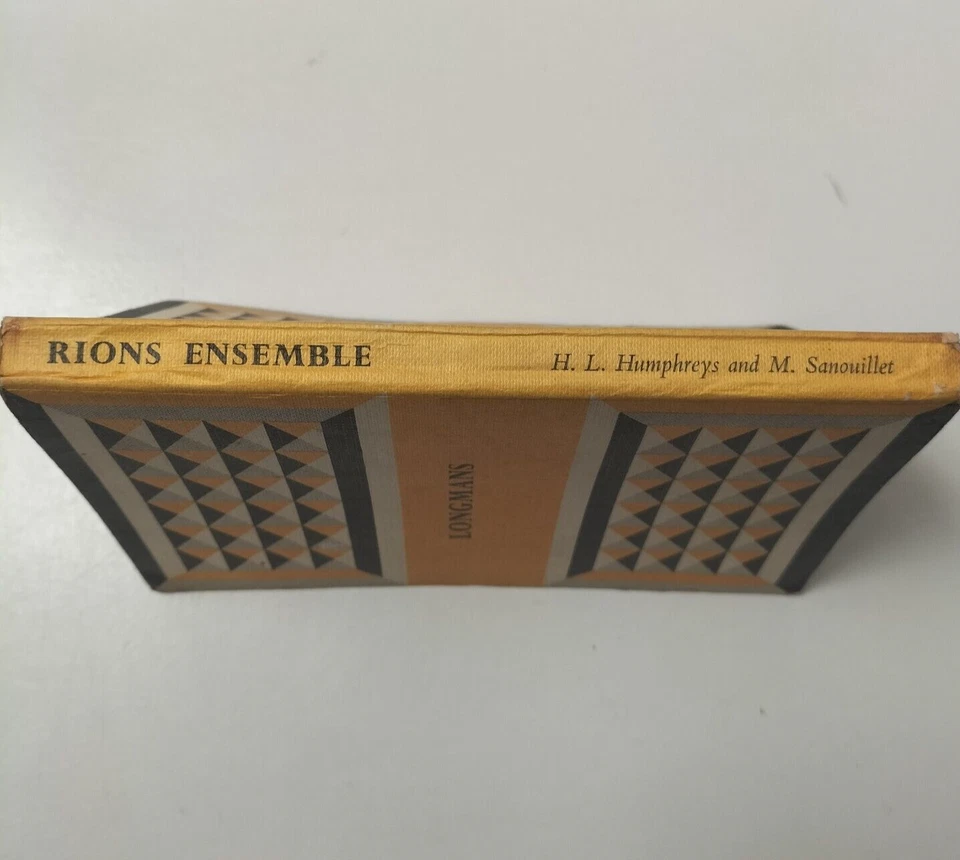 RIONS ENSEMBLE H. L. Humphreys and M. Sanouillet
LONGMANS